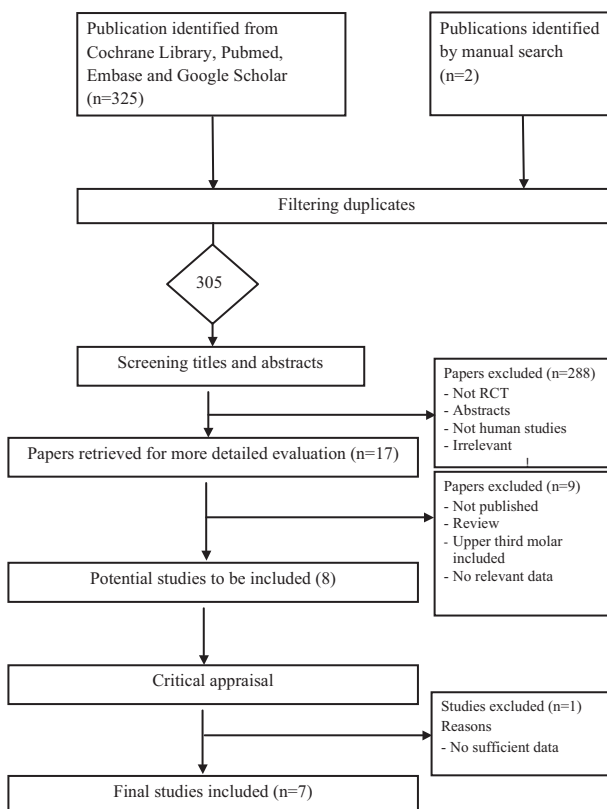 Publication identified from
Cochrane Library, Pubmed,
Embase and Google Scholar
(n=325)
Publications identified
by manual search
(n=2)
Filtering duplicates
305
Screening titles and abstracts
Papers excluded (n=288)
- Not RCT
- Abstracts
- Not human studies
- Irrelevant
Papers retrieved for more detailed evaluation (n=17)
Papers excluded (n=9)
- Not published
- Review
- Upper third molar
included
- No relevant data
Potential studies to be included (8)
Critical appraisal
Studies excluded (n=1)
Reasons
- No sufficient data
Final studies included (n=7)